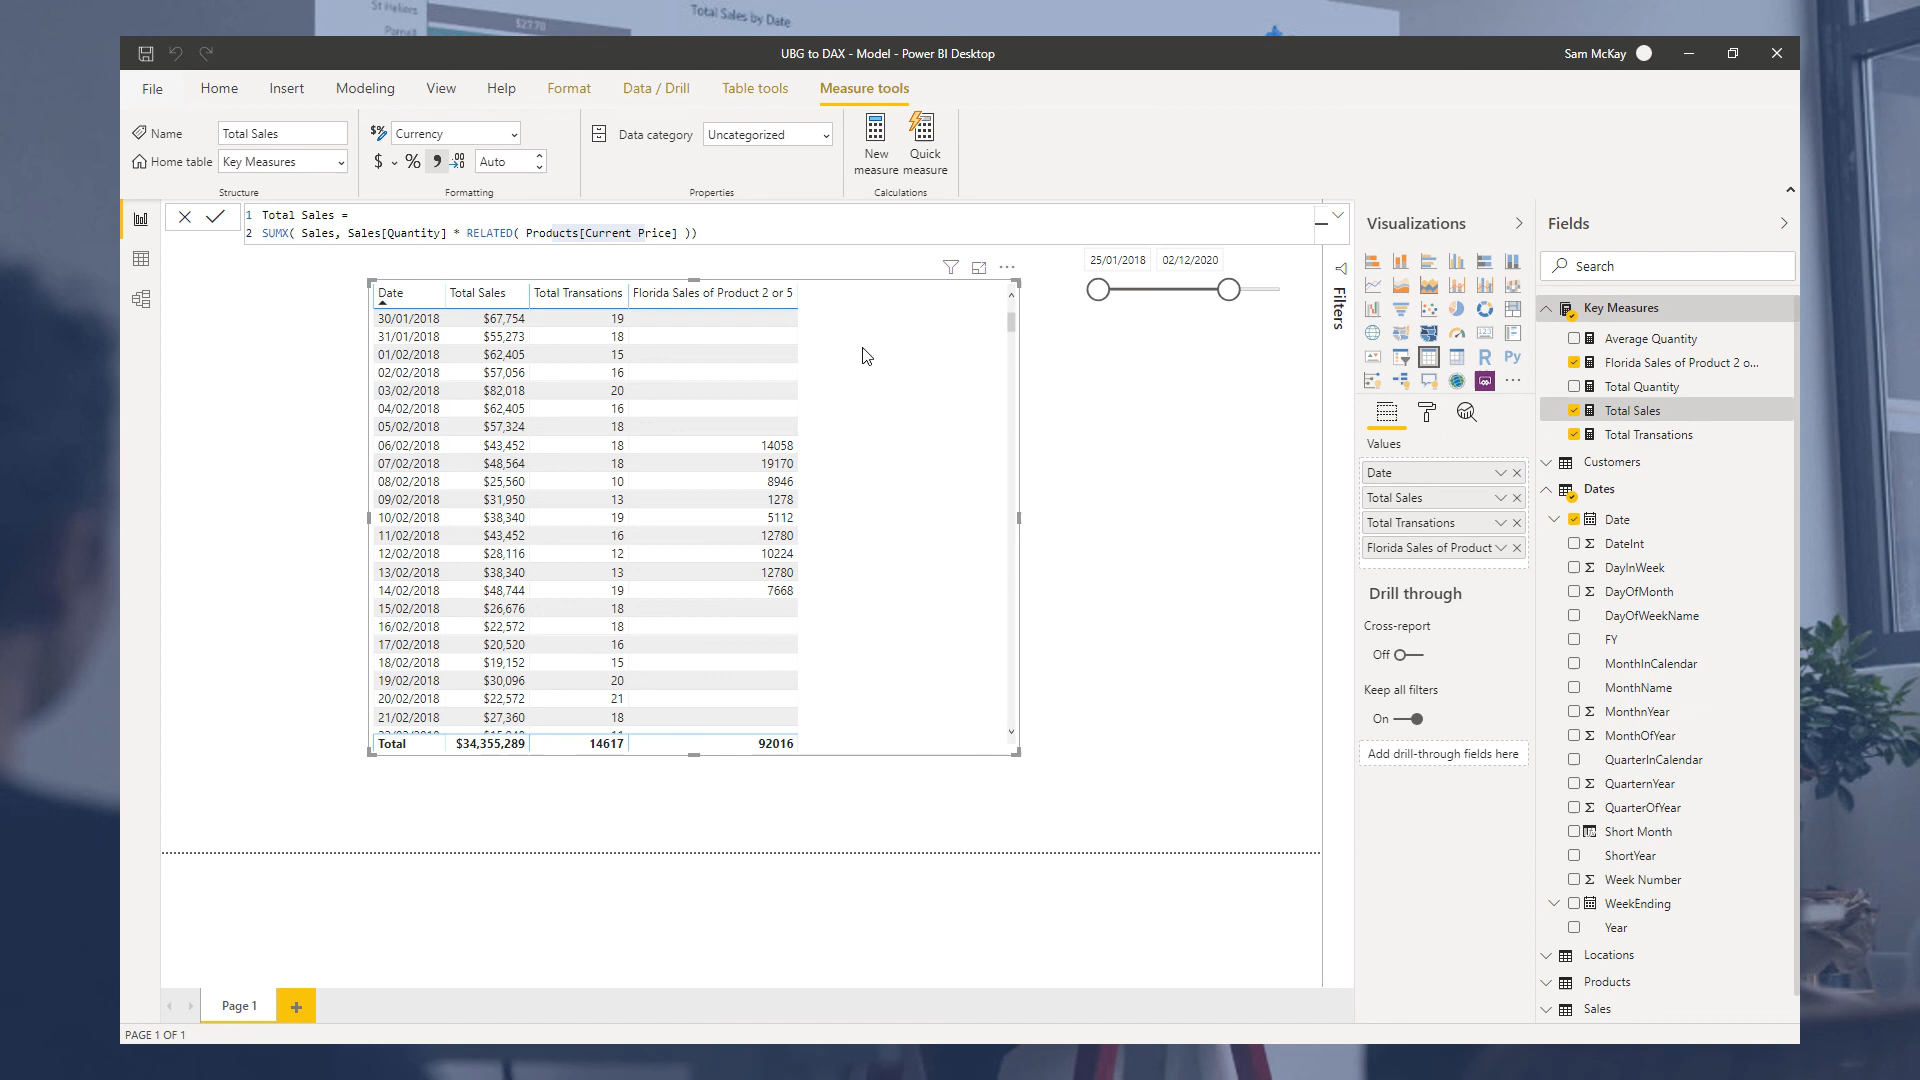 St Heliers
$27.70
Total Sales by Date
Parnell
UBG to DAX - Model - Power BI Desktop
Sam McKay
File
Home
Insert
Modeling
View
Help
Format
Data / Drill
Table tools
Measure tools
Name
Total Sales
Home table
Key Measures
Structure
Currency
$ % 9 .00
Auto
Formatting
Data category
Uncategorized
Properties
New measure
Quick measure
Calculations
1 Total Sales =
2 SUMX( Sales, Sales[Quantity] * RELATED( Products[Current Price] ))
25/01/2018 02/12/2020
Date Total Sales Total Transations Florida Sales of Product 2 or 5
30/01/2018 $67,754 19
31/01/2018 $55,273 18
01/02/2018 $62,405 15
02/02/2018 $57,056 16
03/02/2018 $82,018 20
04/02/2018 $62,405 16
05/02/2018 $57,324 18
06/02/2018 $43,452 18 14058
07/02/2018 $48,564 18 19170
08/02/2018 $25,560 10 8946
09/02/2018 $31,950 13 1278
10/02/2018 $38,340 19 5112
11/02/2018 $43,452 16 12780
12/02/2018 $28,116 12 10224
13/02/2018 $38,340 13 12780
14/02/2018 $48,744 19 7668
15/02/2018 $26,676 18
16/02/2018 $22,572 18
17/02/2018 $20,520 16
18/02/2018 $19,152 15
19/02/2018 $30,096 20
20/02/2018 $22,572 21
21/02/2018 $27,360 18
Total $34,355,289 14617 92016
Filters
Visualizations
R Py
Values
Date
Total Sales
Total Transations
Florida Sales of Product
Drill through
Cross-report
Off
Keep all filters
On
Add drill-through fields here
Fields
Search
Key Measures
Average Quantity
Florida Sales of Product 2 o...
Total Quantity
Total Sales
Total Transations
Customers
Dates
Date
DateInt
DayInWeek
DayOfMonth
DayOfWeekName
FY
MonthInCalendar
MonthName
MonthnYear
MonthOfYear
QuarterInCalendar
QuarternYear
QuarterOfYear
Short Month
ShortYear
Week Number
WeekEnding
Year
Locations
Products
Sales
Page 1
PAGE 1 OF 1